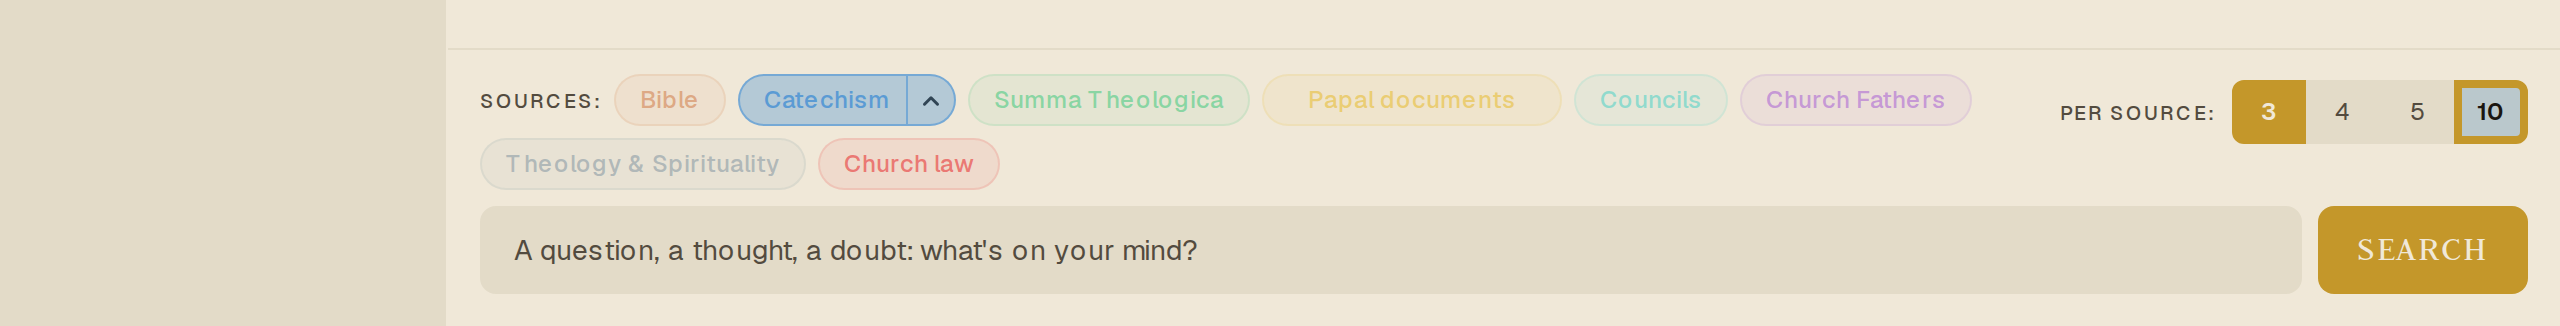 SOURCES: Bible Catechism Summa Theologica Papal documents Councils Church Fathers
Theology & Spirituality Church law
PER SOURCE: 3 4 5 10
A question, a thought, a doubt: what's on your mind?
SEARCH